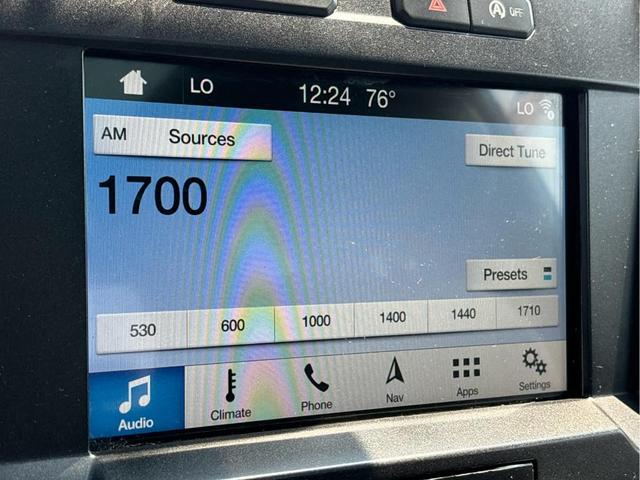 OFF
LO 12:24 76° LO
AM Sources Direct Tune
1700
Presets
530 600 1000 1400 1440 1710
Audio Climate Phone Nav Apps Settings